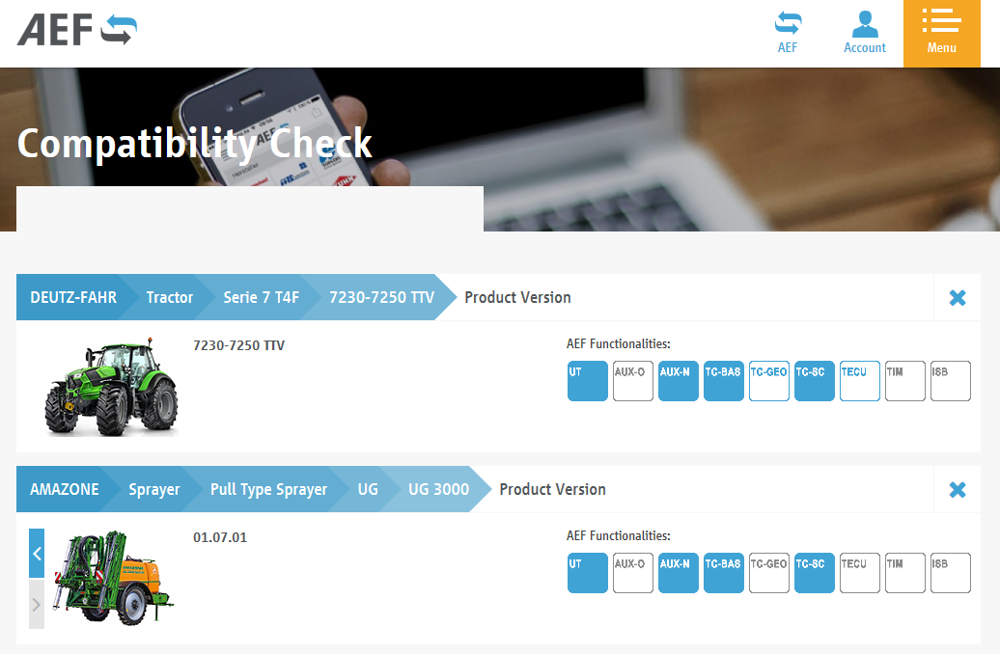 AEF
AEF
Account
Menu
Compatibility Check
DEUTZ-FAHR Tractor Serie 7 T4F 7230-7250 TTV Product Version
7230-7250 TTV
AEF Functionalities:
UT AUX-O AUX-N TC-BAS TC-GEO TC-SC TECU TIM ISB
AMAZONE Sprayer Pull Type Sprayer UG UG 3000 Product Version
01.07.01
AEF Functionalities:
UT AUX-O AUX-N TC-BAS TC-GEO TC-SC TECU TIM ISB